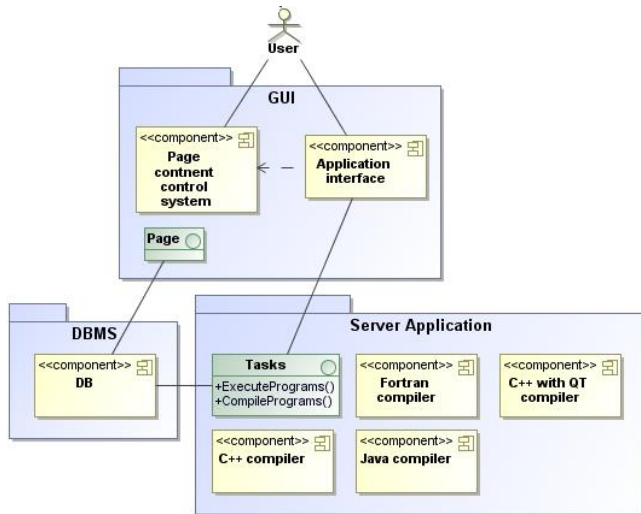 User
GUI
<<component>>
Page
contnent
control
system
<<component>>
Application
interface
Page
DBMS
<<component>>
DB
Server Application
Tasks
+ExecutePrograms()
+CompilePrograms()
<<component>>
Fortran
compiler
<<component>>
C++ with QT
compiler
<<component>>
C++ compiler
<<component>>
Java compiler